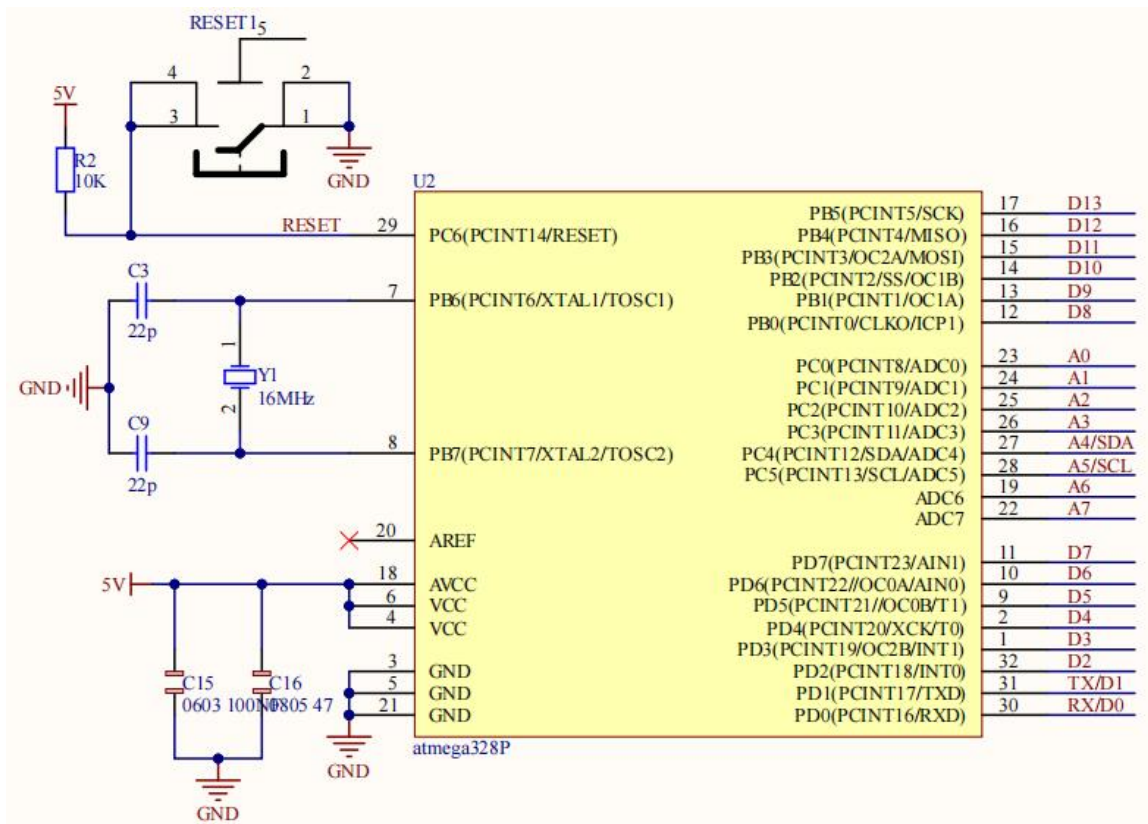 RESET1
5
4
2
3
1
5V
R2
10K
GND
RESET
U2
29
PC6(PCINT14/RESET)
C3
22p
7
PB6(PCINT6/XTAL1/TOSC1)
1
Y1
16MHz
2
GND
C9
22p
8
PB7(PCINT7/XTAL2/TOSC2)
20
AREF
5V
18
AVCC
6
VCC
4
VCC
3
GND
5
GND
21
GND
C15
0603
C16
0805 47
GND
GND
atmega328P
PB5(PCINT5/SCK) 17 D13
PB4(PCINT4/MISO) 16 D12
PB3(PCINT3/OC2A/MOSI) 15 D11
PB2(PCINT2/SS/OC1B) 14 D10
PB1(PCINT1/OC1A) 13 D9
PB0(PCINT0/CLKO/ICP1) 12 D8
PC0(PCINT8/ADC0) 23 A0
PC1(PCINT9/ADC1) 24 A1
PC2(PCINT10/ADC2) 25 A2
PC3(PCINT11/ADC3) 26 A3
PC4(PCINT12/SDA/ADC4) 27 A4/SDA
PC5(PCINT13/SCL/ADC5) 28 A5/SCL
ADC6 19 A6
ADC7 22 A7
PD7(PCINT23/AIN1) 11 D7
PD6(PCINT22//OC0A/AIN0) 10 D6
PD5(PCINT21//OC0B/T1) 9 D5
PD4(PCINT20/XCK/T0) 2 D4
PD3(PCINT19/OC2B/INT1) 1 D3
PD2(PCINT18/INT0) 32 D2
PD1(PCINT17/TXD) 31 TX/D1
PD0(PCINT16/RXD) 30 RX/D0